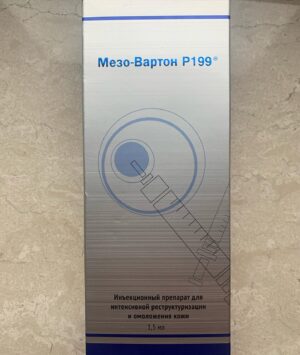 Мезо-Вартон Р199®
Инъекционный препарат для
интенсивной реструктуризации
и омоложения кожи
1,5 мл